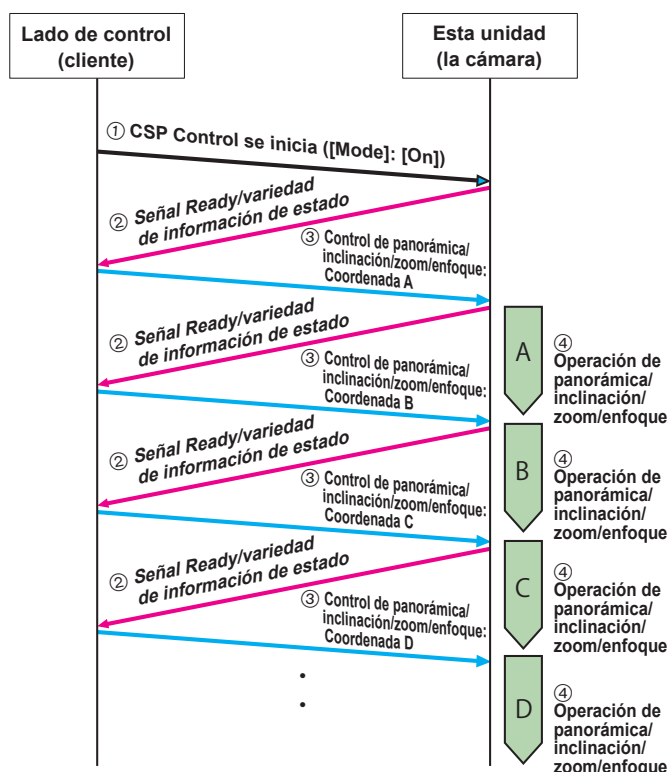 Lado de control
(cliente)
Esta unidad
(la cámara)
① CSP Control se inicia ([Mode]: [On])
② Señal Ready/variedad
de información de estado
③ Control de panorámica/
inclinación/zoom/enfoque:
Coordenada A
② Señal Ready/variedad
de información de estado
A
④
Operación de
panorámica/
inclinación/
zoom/enfoque
③ Control de panorámica/
inclinación/zoom/enfoque:
Coordenada B
② Señal Ready/variedad
de información de estado
B
④
Operación de
panorámica/
inclinación/
zoom/enfoque
③ Control de panorámica/
inclinación/zoom/enfoque:
Coordenada C
② Señal Ready/variedad
de información de estado
C
④
Operación de
panorámica/
inclinación/
zoom/enfoque
③ Control de panorámica/
inclinación/zoom/enfoque:
Coordenada D
D
④
Operación de
panorámica/
inclinación/
zoom/enfoque